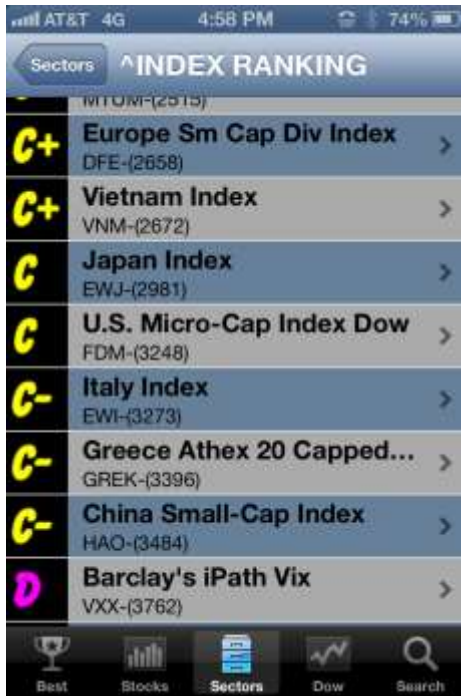 AT&T 4G 4:58 PM 74%
Sectors ^INDEX RANKING
MTUM-(2515)
C+ Europe Sm Cap Div Index
DFE-(2658)
C+ Vietnam Index
VNM-(2672)
C Japan Index
EWJ-(2981)
C U.S. Micro-Cap Index Dow
FDM-(3248)
C- Italy Index
EWI-(3273)
C- Greece Athex 20 Capped...
GREK-(3396)
C- China Small-Cap Index
HAO-(3484)
D Barclay's iPath Vix
VXX-(3762)
Best Stocks Sectors Dow Search